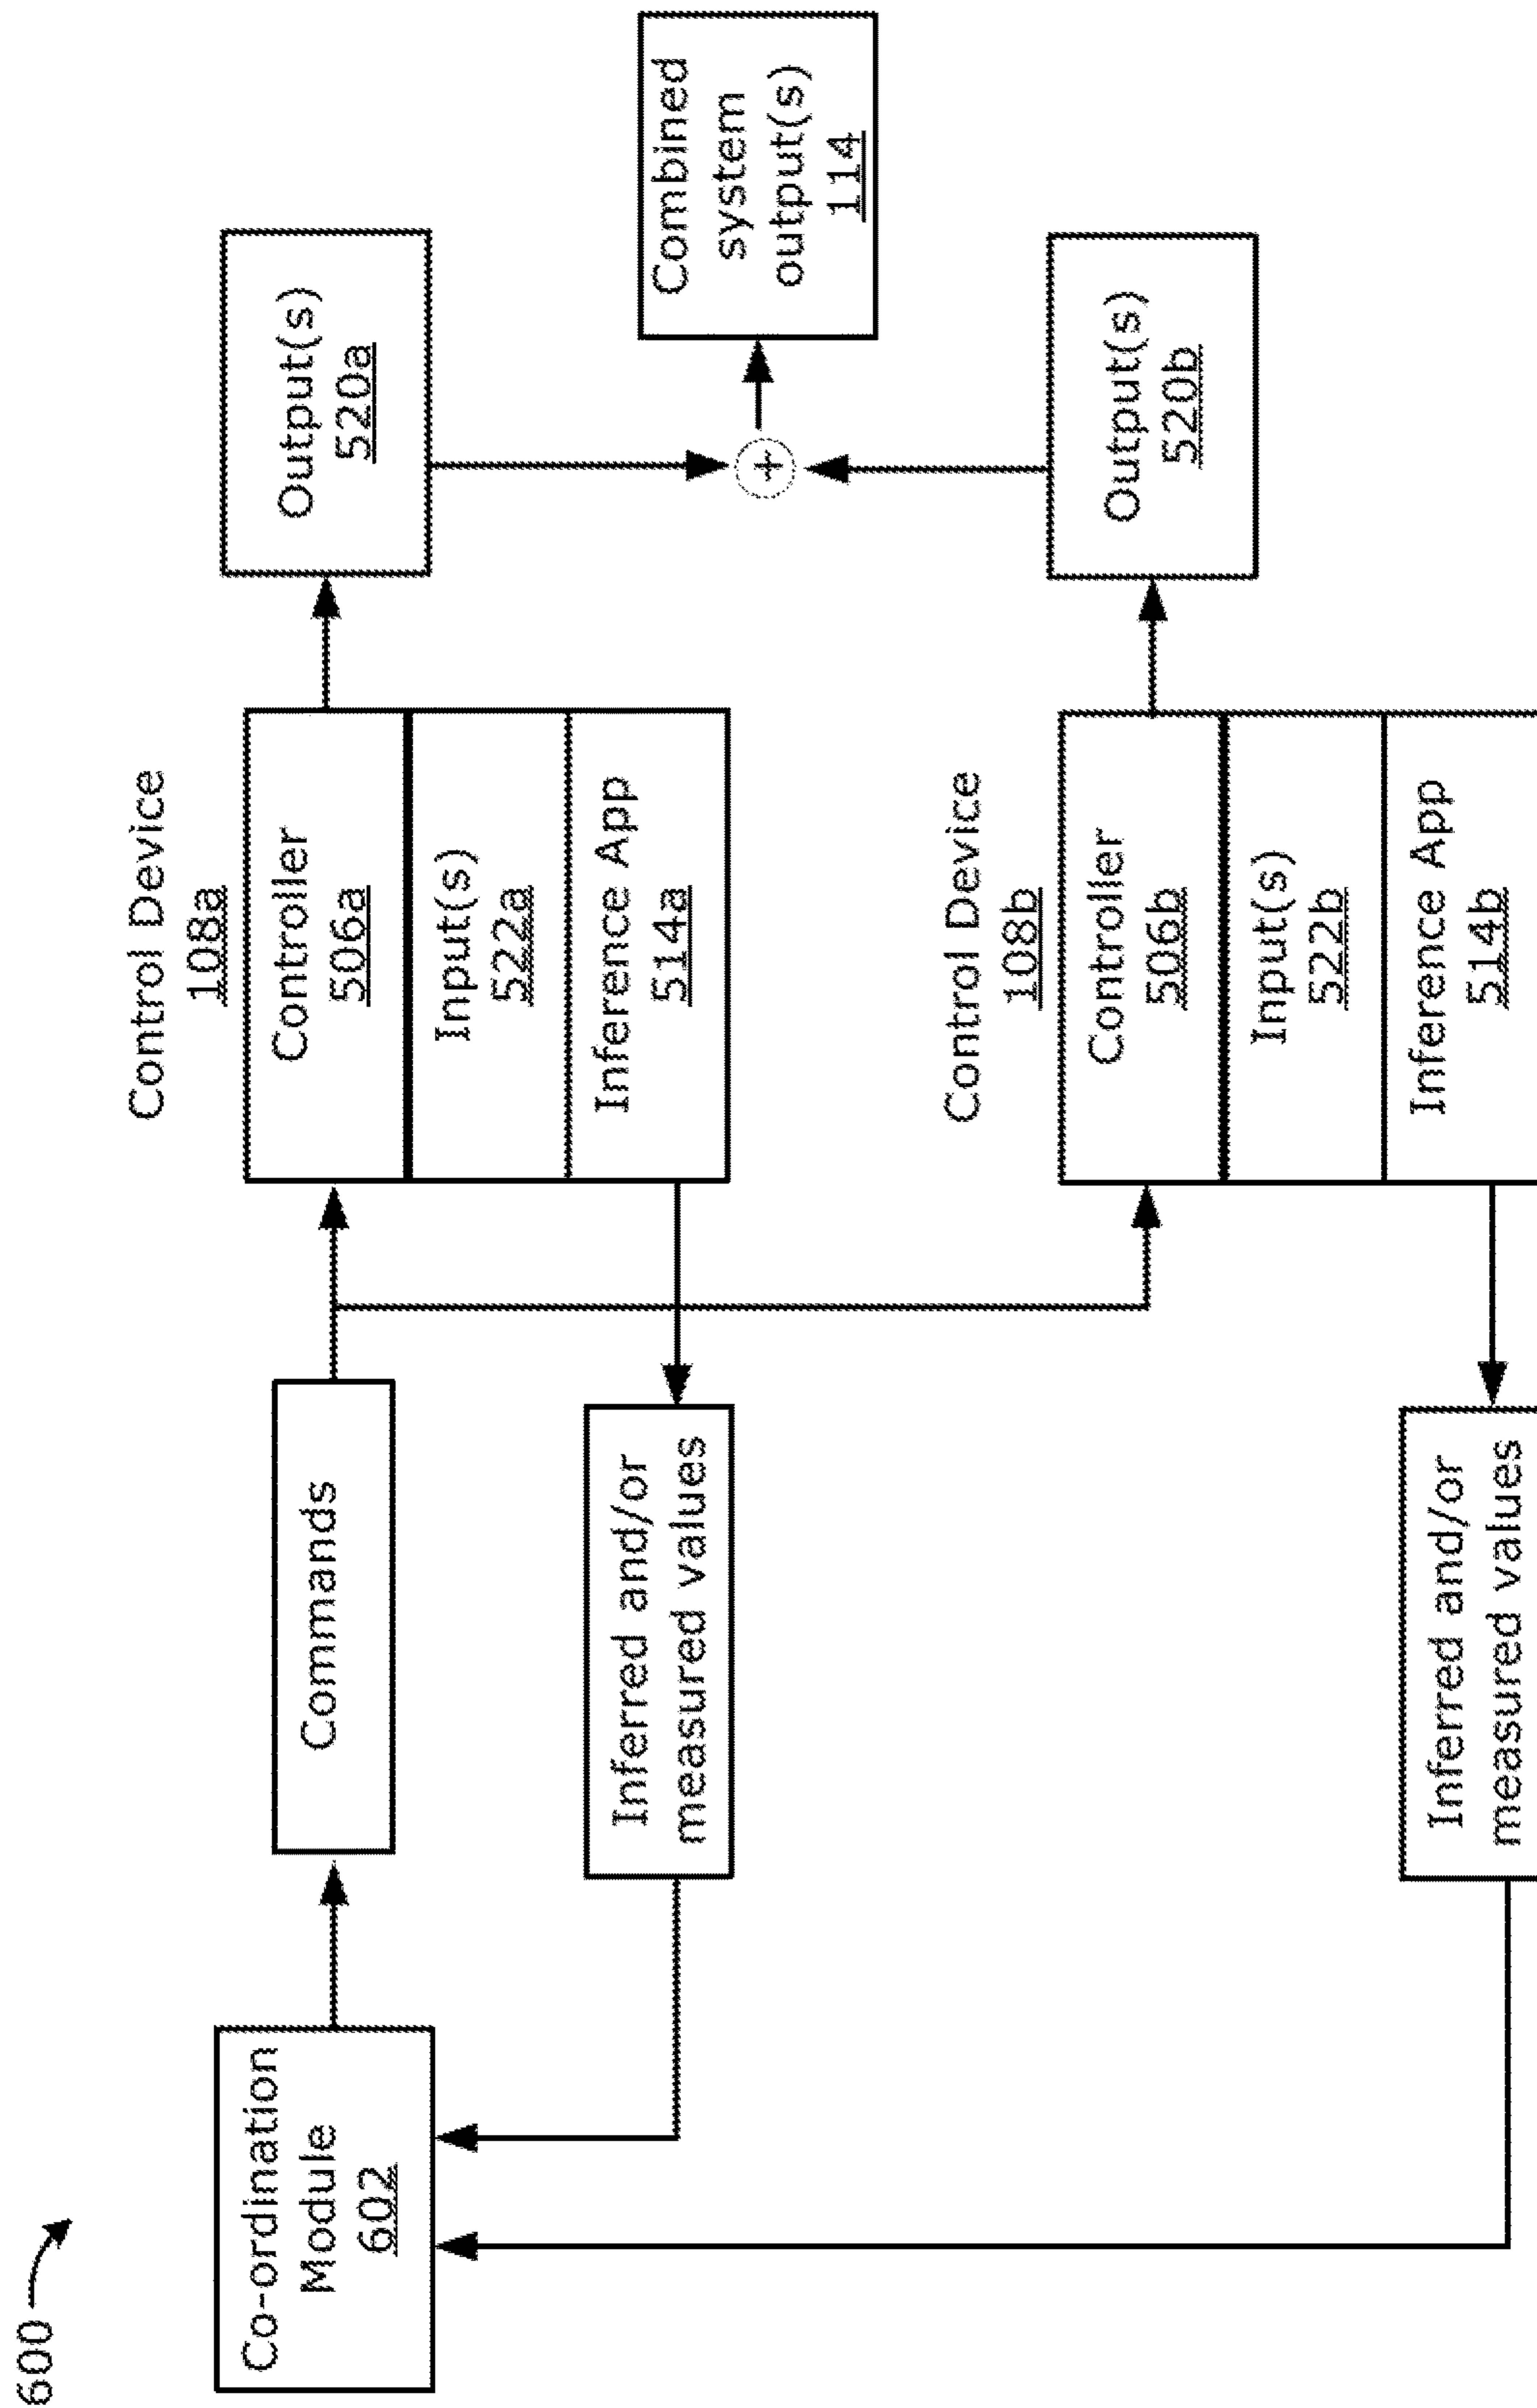 600
Co-ordination
Module
602
Commands
Inferred and/or
measured values
Inferred and/or
measured values
Control Device
108a
Controller
506a
Input(s)
522a
Inference App
514a
Control Device
108b
Controller
506b
Input(s)
522b
Inference App
514b
Output(s)
520a
+
Output(s)
520b
Combined
system
output(s)
114